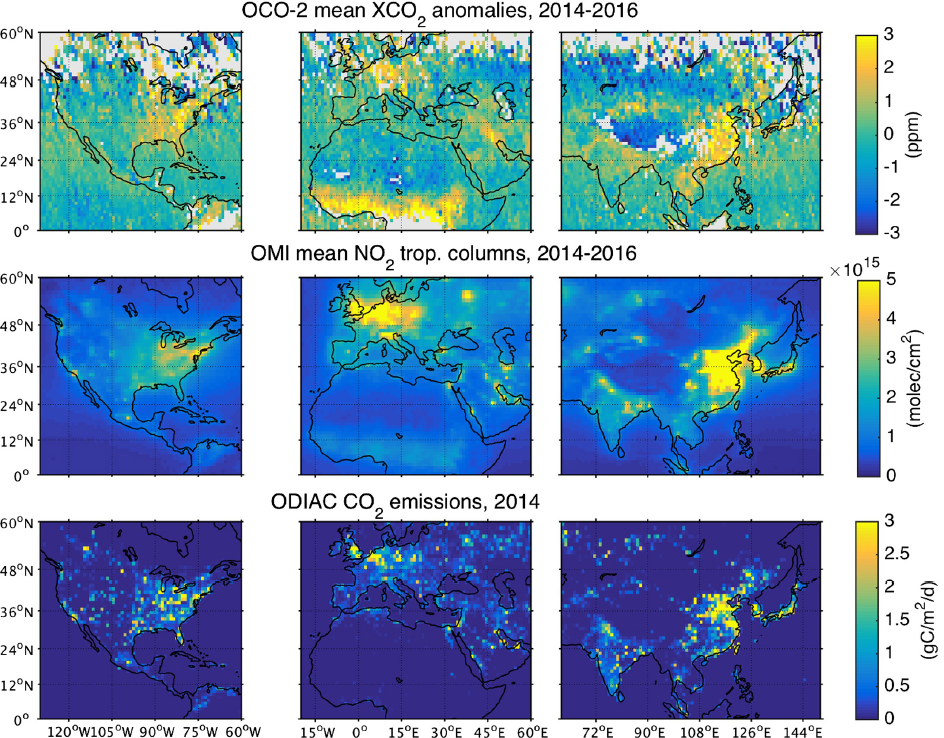 OCO-2 mean XCO2 anomalies, 2014-2016
60°N
48°N
36°N
24°N
12°N
0°
3
2
1
0
-1
-2
-3
(ppm)
OMI mean NO2 trop. columns, 2014-2016
60°N
48°N
36°N
24°N
12°N
0°
×10^15
5
4
3
2
1
0
(molec/cm²)
ODIAC CO2 emissions, 2014
60°N
48°N
36°N
24°N
12°N
0°
3
2.5
2
1.5
1
0.5
0
(gC/m²/d)
120°W 105°W 90°W 75°W 60°W 15°W 0° 15°E 30°E 45°E 60°E 72°E 90°E 108°E 126°E 144°E